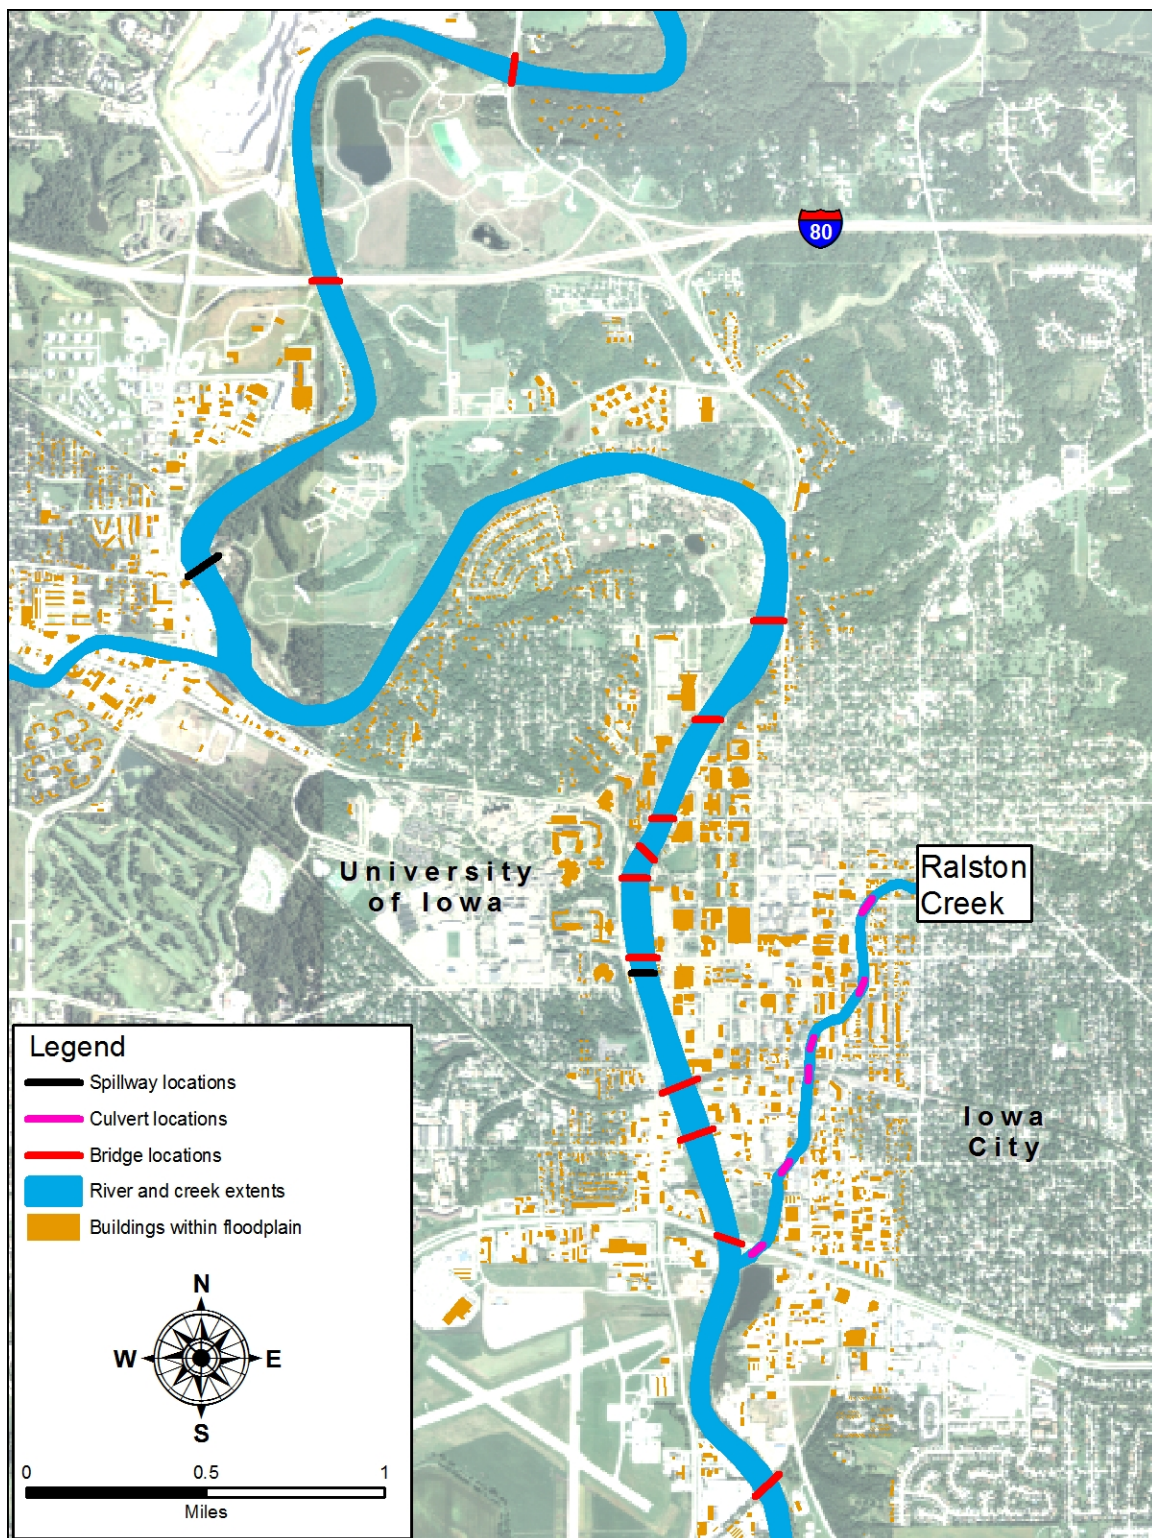 80
University
of Iowa
Ralston
Creek
Iowa
City
Legend
Spillway locations
Culvert locations
Bridge locations
River and creek extents
Buildings within floodplain
N
W E
S
0 0.5 1
Miles